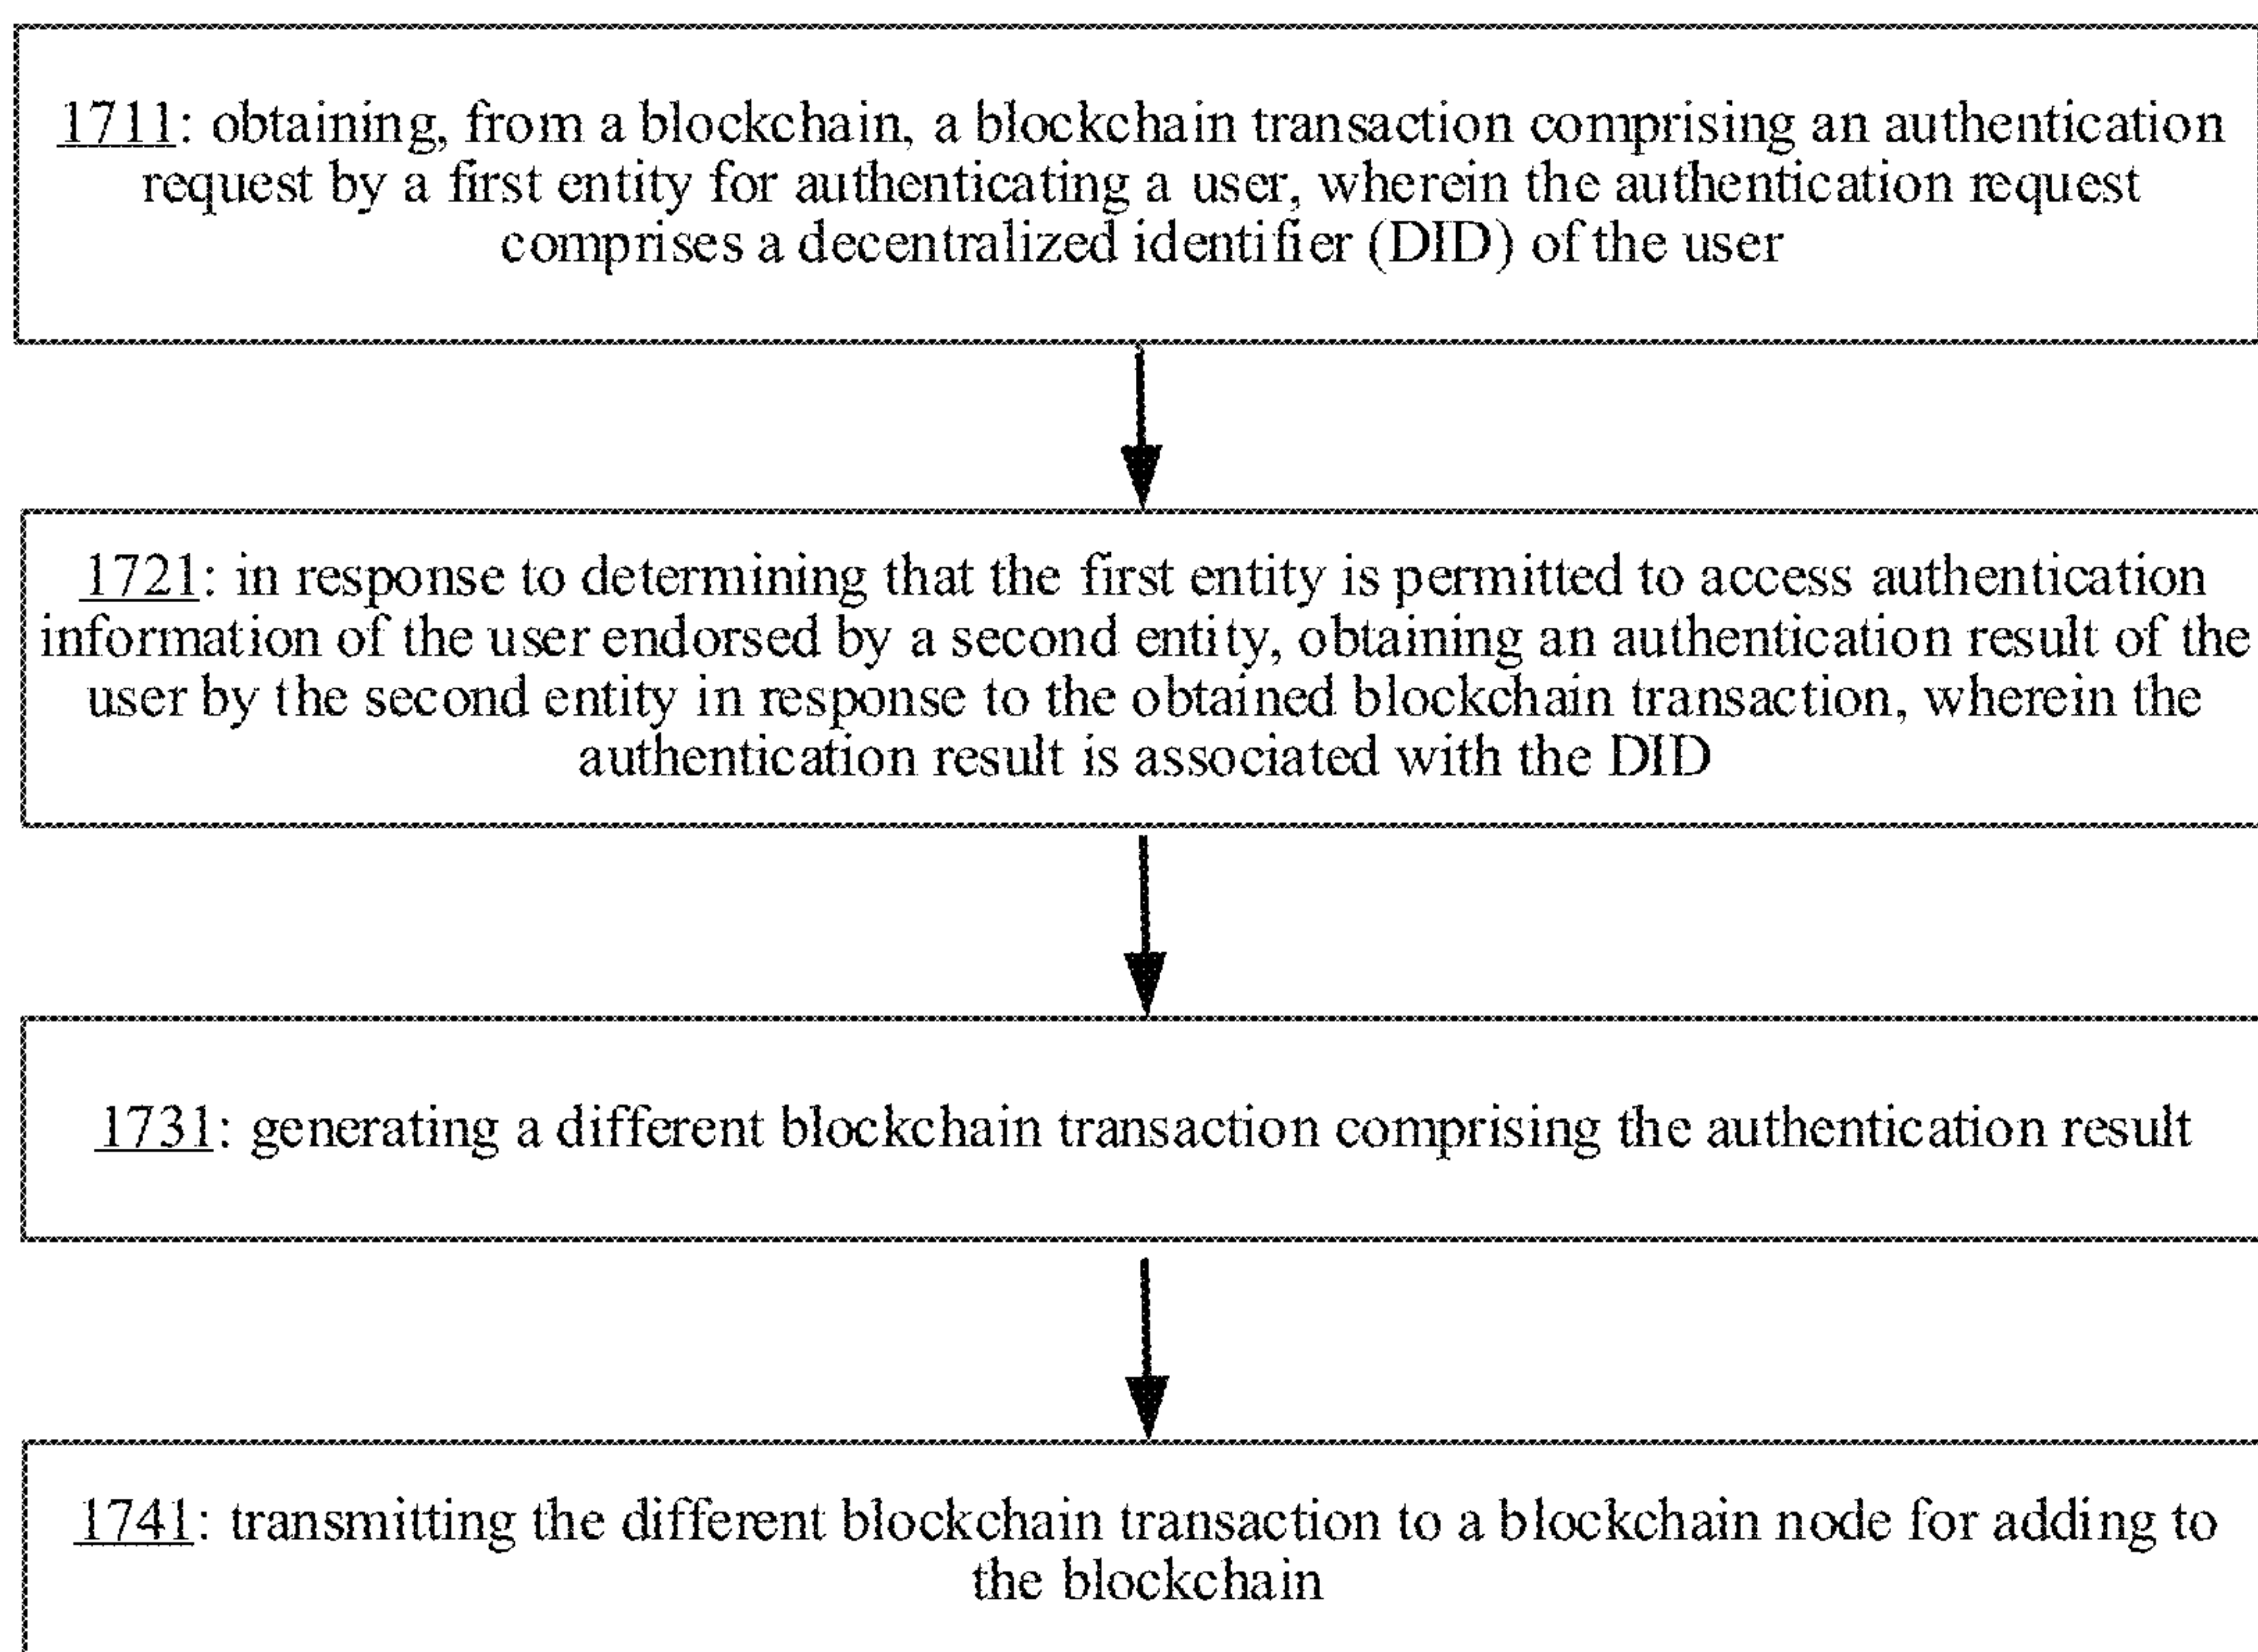 1711: obtaining, from a blockchain, a blockchain transaction comprising an authentication
request by a first entity for authenticating a user, wherein the authentication request
comprises a decentralized identifier (DID) of the user
1721: in response to determining that the first entity is permitted to access authentication
information of the user endorsed by a second entity, obtaining an authentication result of the
user by the second entity in response to the obtained blockchain transaction, wherein the
authentication result is associated with the DID
1731: generating a different blockchain transaction comprising the authentication result
1741: transmitting the different blockchain transaction to a blockchain node for adding to
the blockchain